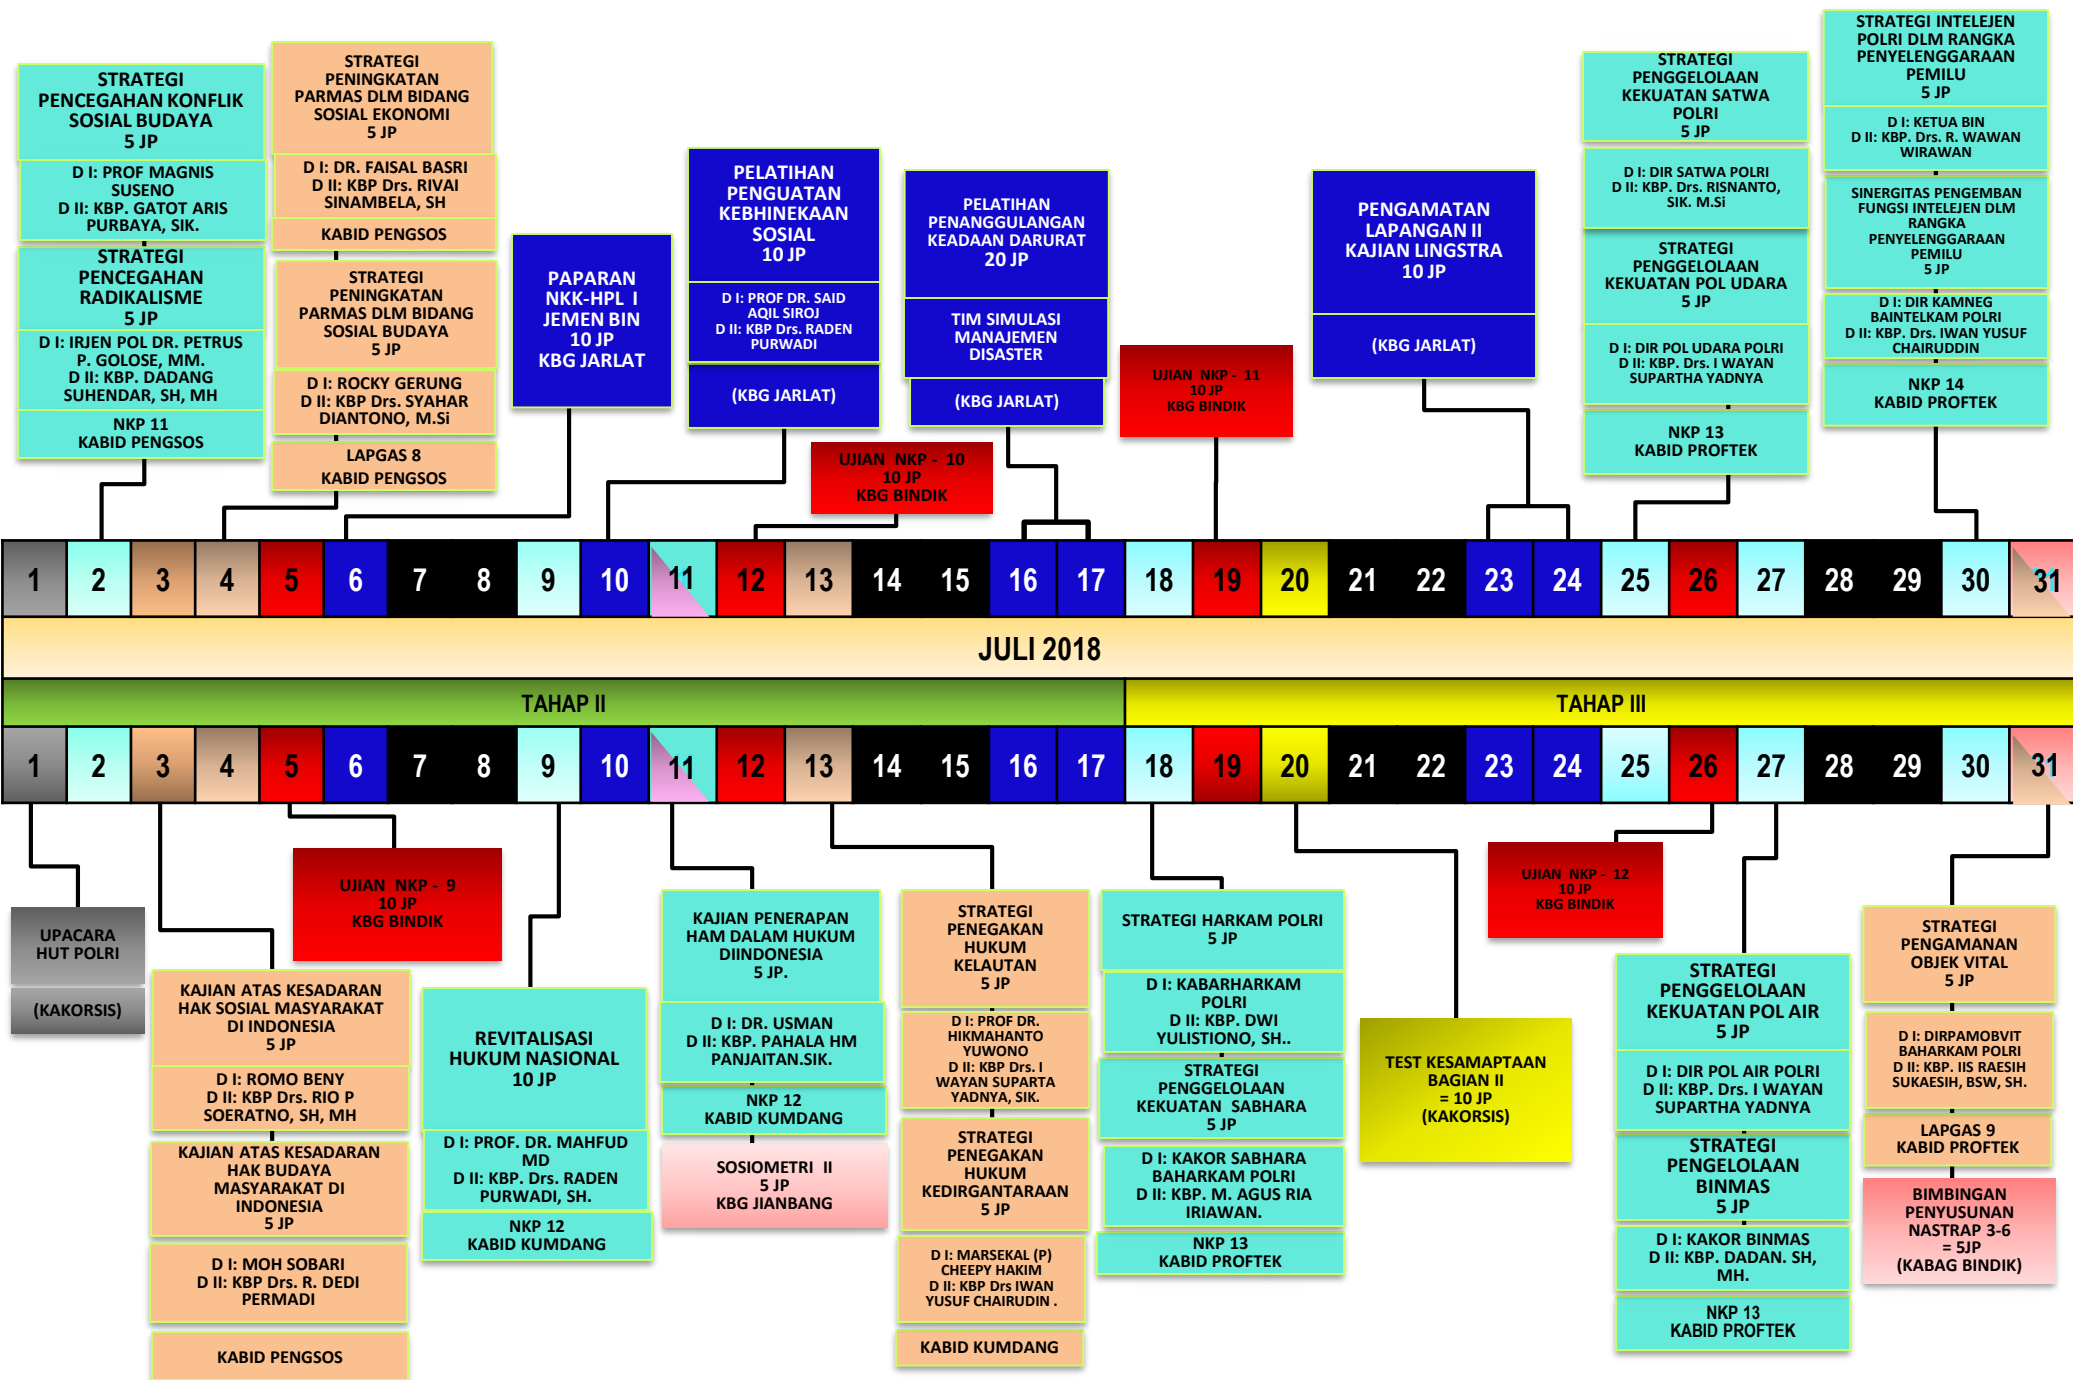 STRATEGI
PENCEGAHAN KONFLIK
SOSIAL BUDAYA
5 JP
D I: PROF MAGNIS
SUSENO
D II: KBP. GATOT ARIS
PURBAYA, SIK.
STRATEGI
PENCEGAHAN
RADIKALISME
5 JP
D I: IRJEN POL DR. PETRUS
P. GOLOSE, MM.
D II: KBP. DADANG
SUHENDAR, SH, MH
NKP 11
KABID PENGSOS
STRATEGI
PENINGKATAN
PARMAS DLM BIDANG
SOSIAL EKONOMI
5 JP
D I: DR. FAISAL BASRI
D II: KBP Drs. RIVAI
SINAMBELA, SH
KABID PENGSOS
STRATEGI
PENINGKATAN
PARMAS DLM BIDANG
SOSIAL BUDAYA
5 JP
D I: ROCKY GERUNG
D II: KBP Drs. SYAHAR
DIANTONO, M.Si
LAPGAS 8
KABID PENGSOS
PAPARAN
NKK-HPL I
JEMEN BIN
10 JP
KBG JARLAT
PELATIHAN
PENGUATAN
KEBHINEKAAN
SOSIAL
10 JP
D I: PROF DR. SAID
AQIL SIROJ
D II: KBP Drs. RADEN
PURWADI
(KBG JARLAT)
UJIAN NKP - 10
10 JP
KBG BINDIK
PELATIHAN
PENANGGULANGAN
KEADAAN DARURAT
20 JP
TIM SIMULASI
MANAJEMEN
DISASTER
(KBG JARLAT)
UJIAN NKP - 11
10 JP
KBG BINDIK
PENGAMATAN
LAPANGAN II
KAJIAN LINGSTRA
10 JP
(KBG JARLAT)
STRATEGI
PENGGELOLAAN
KEKUATAN SATWA
POLRI
5 JP
D I: DIR SATWA POLRI
D II: KBP. Drs. RISNANTO,
SIK. M.Si
STRATEGI
PENGGELOLAAN
KEKUATAN POL UDARA
5 JP
D I: DIR POL UDARA POLRI
D II: KBP. Drs. I WAYAN
SUPARTHA YADNYA
NKP 13
KABID PROFTEK
STRATEGI INTELEJEN
POLRI DLM RANGKA
PENYELENGGARAAN
PEMILU
5 JP
D I: KETUA BIN
D II: KBP. Drs. R. WAWAN
WIRAWAN
SINERGITAS PENGEMBAN
FUNGSI INTELEJEN DLM
RANGKA
PENYELENGGARAAN
PEMILU
5 JP
D I: DIR KAMNEG
BAINTELKAM POLRI
D II: KBP. Drs. IWAN YUSUF
CHAIRUDDIN
NKP 14
KABID PROFTEK
1 2 3 4 5 6 7 8 9 10 11 12 13 14 15 16 17 18 19 20 21 22 23 24 25 26 27 28 29 30 31
JULI 2018
TAHAP II TAHAP III
1 2 3 4 5 6 7 8 9 10 11 12 13 14 15 16 17 18 19 20 21 22 23 24 25 26 27 28 29 30 31
UPACARA
HUT POLRI
(KAKORSIS)
KAJIAN ATAS KESADARAN
HAK SOSIAL MASYARAKAT
DI INDONESIA
5 JP
D I: ROMO BENY
D II: KBP Drs. RIO P
SOERATNO, SH, MH
KAJIAN ATAS KESADARAN
HAK BUDAYA
MASYARAKAT DI
INDONESIA
5 JP
D I: MOH SOBARI
D II: KBP Drs. R. DEDI
PERMADI
KABID PENGSOS
UJIAN NKP - 9
10 JP
KBG BINDIK
REVITALISASI
HUKUM NASIONAL
10 JP
D I: PROF. DR. MAHFUD
MD
D II: KBP. Drs. RADEN
PURWADI, SH.
NKP 12
KABID KUMDANG
KAJIAN PENERAPAN
HAM DALAM HUKUM
DIINDONESIA
5 JP.
D I: DR. USMAN
D II: KBP. PAHALA HM
PANJAITAN.SIK.
NKP 12
KABID KUMDANG
SOSIOMETRI II
5 JP
KBG JIANBANG
STRATEGI
PENEGAKAN
HUKUM
KELAUTAN
5 JP
D I: PROF DR.
HIKMAHANTO
YUWONO
D II: KBP Drs. I
WAYAN SUPARTA
YADNYA, SIK.
STRATEGI
PENEGAKAN
HUKUM
KEDIRGANTARAAN
5 JP
D I: MARSEKAL (P)
CHEEPY HAKIM
D II: KBP Drs IWAN
YUSUF CHAIRUDIN .
KABID KUMDANG
STRATEGI HARKAM POLRI
5 JP
D I: KABARHARKAM
POLRI
D II: KBP. DWI
YULISTIONO, SH..
STRATEGI
PENGGELOLAAN
KEKUATAN SABHARA
5 JP
D I: KAKOR SABHARA
BAHARKAM POLRI
D II: KBP. M. AGUS RIA
IRIAWAN.
NKP 13
KABID PROFTEK
TEST KESAMAPTAAN
BAGIAN II
= 10 JP
(KAKORSIS)
UJIAN NKP - 12
10 JP
KBG BINDIK
STRATEGI
PENGGELOLAAN
KEKUATAN POL AIR
5 JP
D I: DIR POL AIR POLRI
D II: KBP. Drs. I WAYAN
SUPARTHA YADNYA
STRATEGI
PENGELOLAAN
BINMAS
5 JP
D I: KAKOR BINMAS
D II: KBP. DADAN. SH,
MH.
NKP 13
KABID PROFTEK
STRATEGI
PENGAMANAN
OBJEK VITAL
5 JP
D I: DIRPAMOBVIT
BAHARKAM POLRI
D II: KBP. IIS RAESIH
SUKAESIH, BSW, SH.
LAPGAS 9
KABID PROFTEK
BIMBINGAN
PENYUSUNAN
NASTRAP 3-6
= 5JP
(KABAG BINDIK)